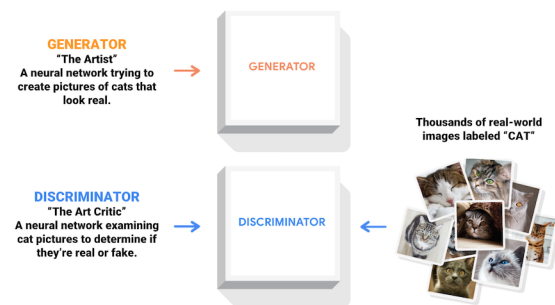 GENERATOR
"The Artist"
A neural network trying to
create pictures of cats that
look real.
GENERATOR
Thousands of real-world
images labeled "CAT"
DISCRIMINATOR
"The Art Critic"
A neural network examining
cat pictures to determine if
they're real or fake.
DISCRIMINATOR